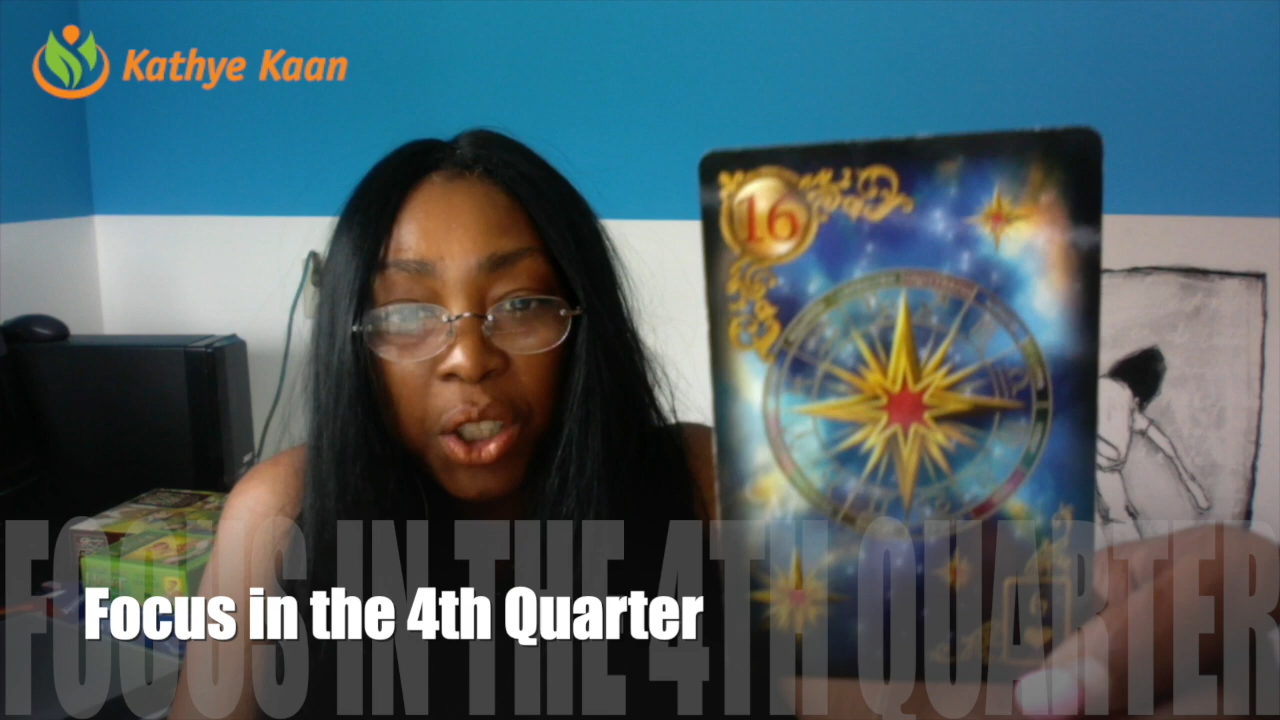 Kathye Kaan
16
FOCUS IN THE 4TH QUARTER
Focus in the 4th Quarter